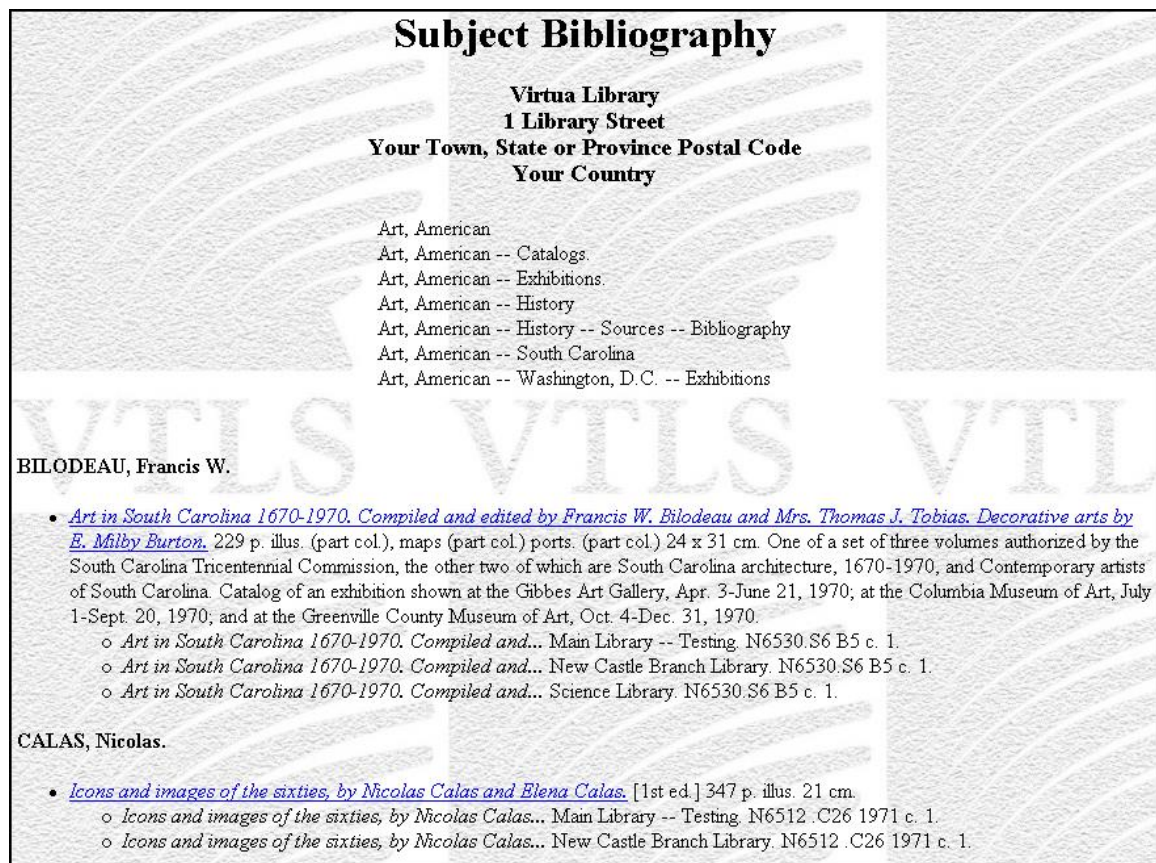 Subject Bibliography
Virtua Library
1 Library Street
Your Town, State or Province Postal Code
Your Country
Art, American
Art, American -- Catalogs.
Art, American -- Exhibitions.
Art, American -- History
Art, American -- History -- Sources -- Bibliography
Art, American -- South Carolina
Art, American -- Washington, D.C. -- Exhibitions
VTLS VTLS VTL
BILODEAU, Francis W.
• Art in South Carolina 1670-1970. Compiled and edited by Francis W. Bilodeau and Mrs. Thomas J. Tobias. Decorative arts by
E. Milby Burton. 229 p. illus. (part col.), maps (part col.) ports. (part col.) 24 x 31 cm. One of a set of three volumes authorized by the
South Carolina Tricentennial Commission, the other two of which are South Carolina architecture, 1670-1970, and Contemporary artists
of South Carolina. Catalog of an exhibition shown at the Gibbes Art Gallery, Apr. 3-June 21, 1970; at the Columbia Museum of Art, July
1-Sept. 20, 1970; and at the Greenville County Museum of Art, Oct. 4-Dec. 31, 1970.
o Art in South Carolina 1670-1970. Compiled and... Main Library -- Testing. N6530.S6 B5 c. 1.
o Art in South Carolina 1670-1970. Compiled and... New Castle Branch Library. N6530.S6 B5 c. 1.
o Art in South Carolina 1670-1970. Compiled and... Science Library. N6530.S6 B5 c. 1.
CALAS, Nicolas.
• Icons and images of the sixties, by Nicolas Calas and Elena Calas. [1st ed.] 347 p. illus. 21 cm.
o Icons and images of the sixties, by Nicolas Calas... Main Library -- Testing. N6512 .C26 1971 c. 1.
o Icons and images of the sixties, by Nicolas Calas... New Castle Branch Library. N6512 .C26 1971 c. 1.